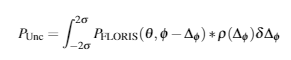 P_Unc = ∫_{-2σ}^{2σ} P_FLORIS(θ, ϕ − Δ_ϕ) * ρ(Δ_ϕ)δΔ_ϕ